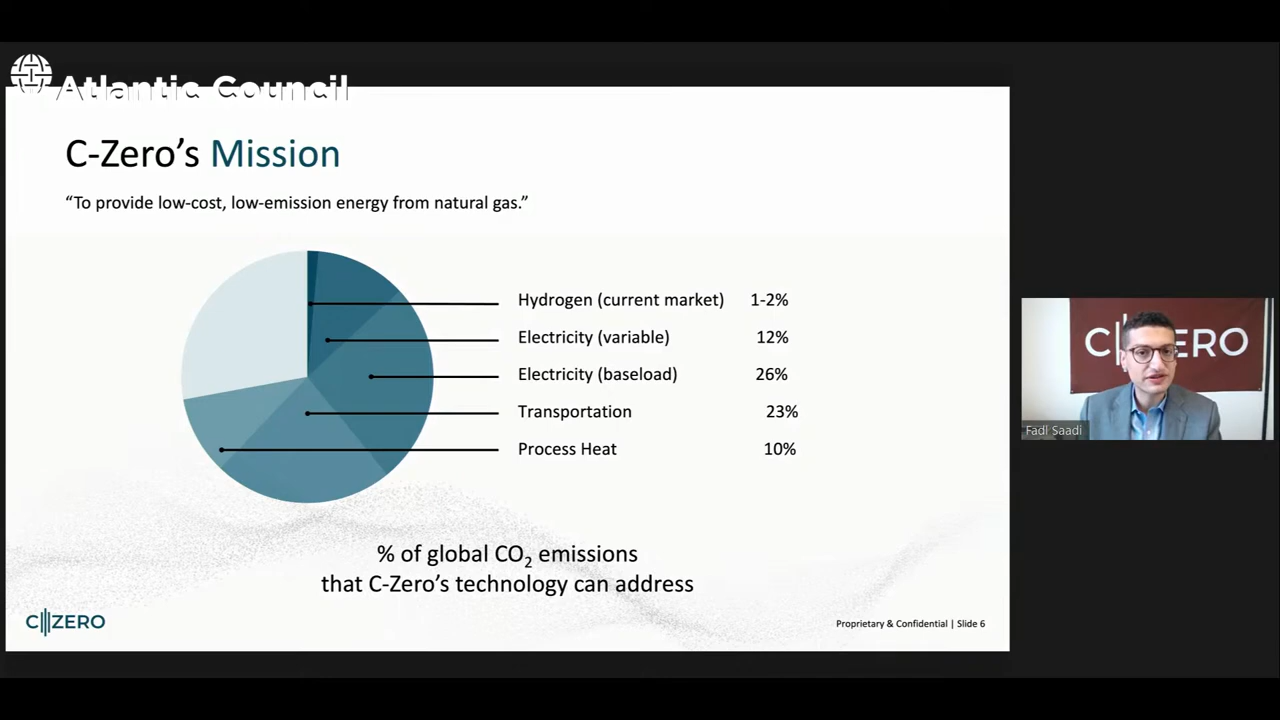 Atlantic Council
C-Zero's Mission
“To provide low-cost, low-emission energy from natural gas.”
Hydrogen (current market) 1-2%
Electricity (variable) 12%
Electricity (baseload) 26%
Transportation 23%
Process Heat 10%
% of global CO₂ emissions
that C-Zero's technology can address
C ZERO
Proprietary & Confidential | Slide 6
C ZERO
Fadl Saadi